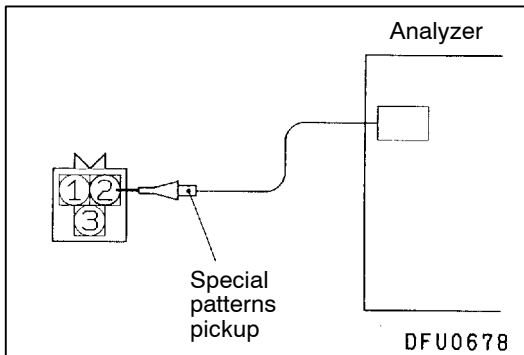 Analyzer
1 2
3
Special
patterns
pickup
DFU0678